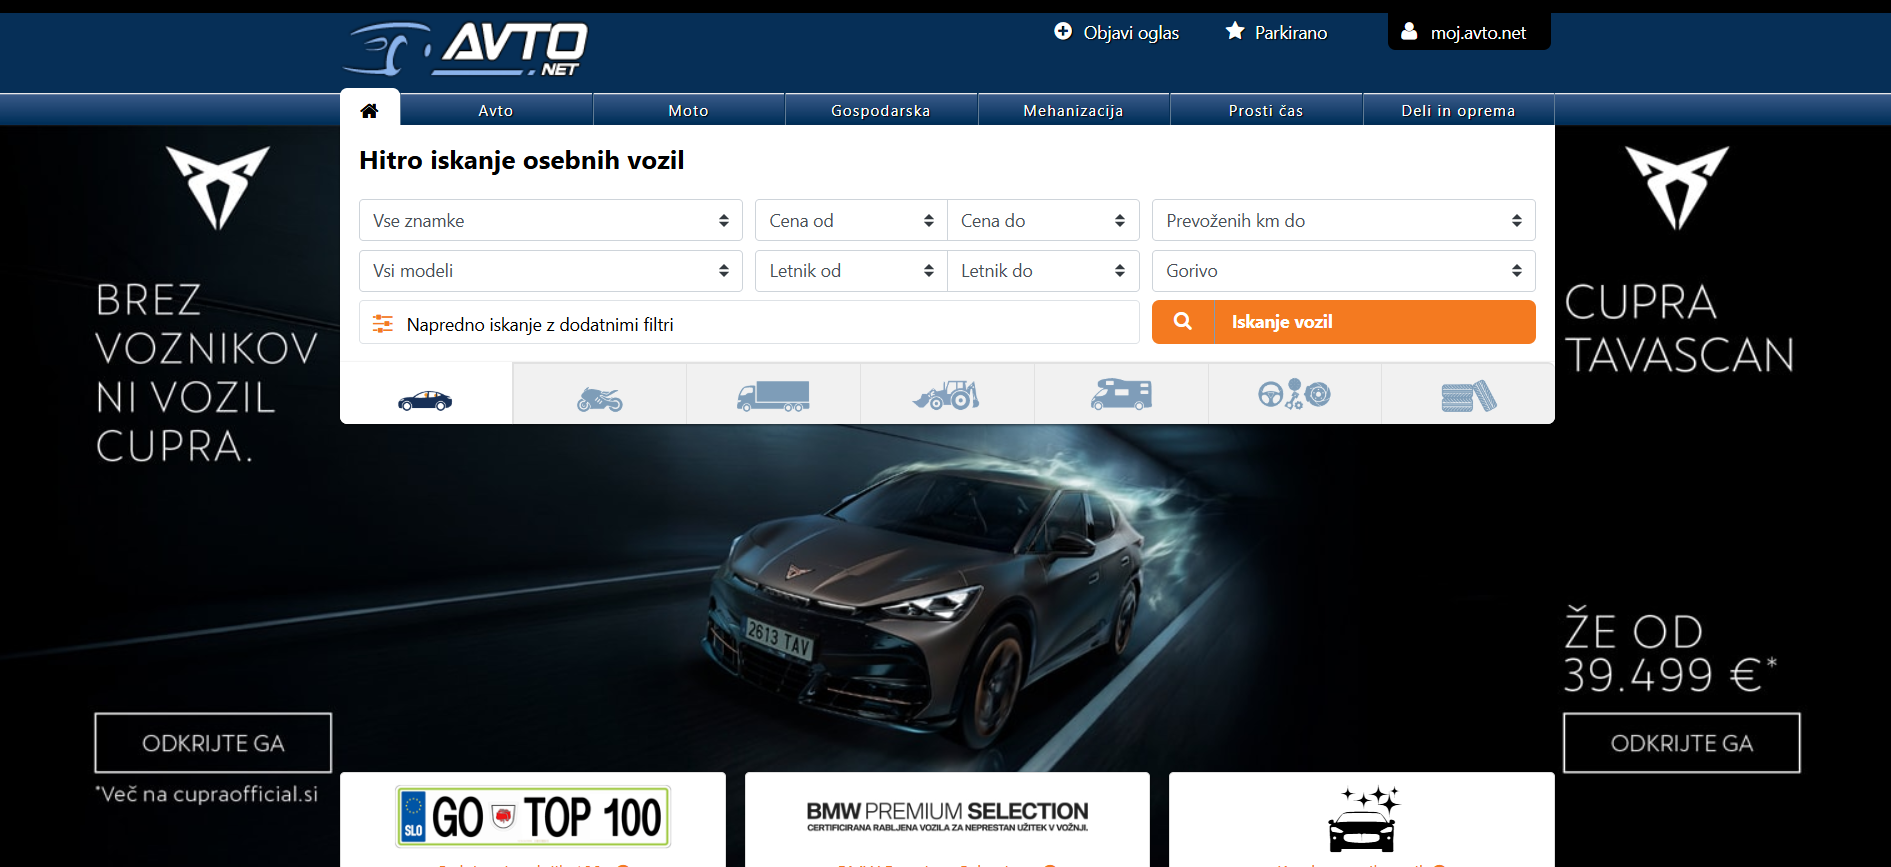 AVTO
.NET
Objavi oglas
Parkirano
moj.avto.net
Avto
Moto
Gospodarska
Mehanizacija
Prosti čas
Deli in oprema
Hitro iskanje osebnih vozil
Vse znamke
Cena od
Cena do
Prevoženih km do
Vsi modeli
Letnik od
Letnik do
Gorivo
Napredno iskanje z dodatnimi filtri
Iskanje vozil
BREZ
VOZNIKOV
NI VOZIL
CUPRA.
ODKRIJTE GA
*Več na cupraofficial.si
2613 TAV
CUPRA
TAVASCAN
ŽE OD
39.499 €*
ODKRIJTE GA
SLO
GO TOP 100
BMW PREMIUM SELECTION
CERTIFICIRANA RABLJENA VOZILA ZA NEPRESTAN UŽITEK V VOŽNJI.